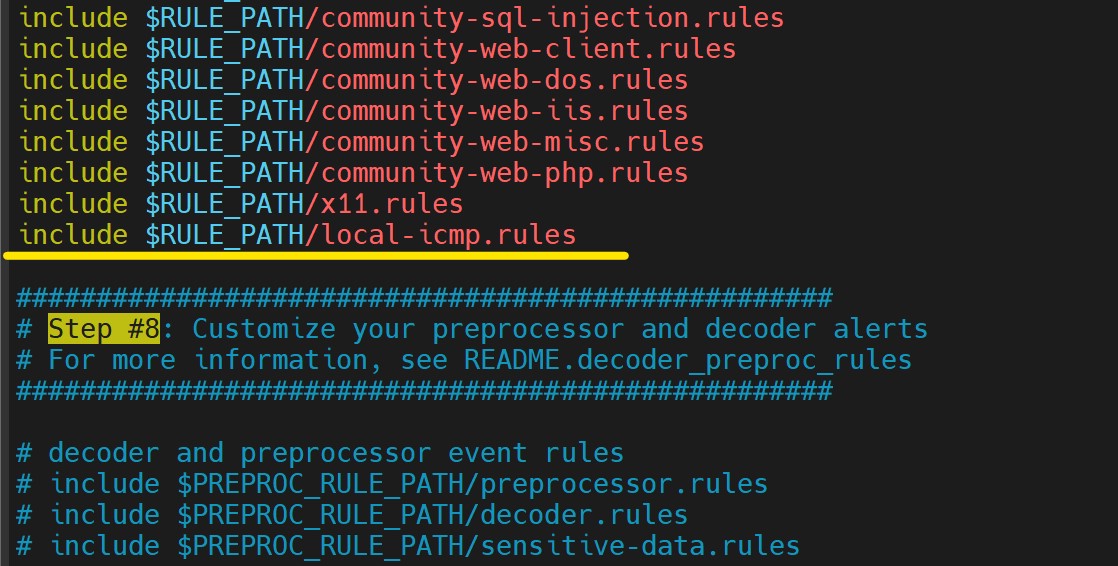 include $RULE_PATH/community-sql-injection.rules
include $RULE_PATH/community-web-client.rules
include $RULE_PATH/community-web-dos.rules
include $RULE_PATH/community-web-iis.rules
include $RULE_PATH/community-web-misc.rules
include $RULE_PATH/community-web-php.rules
include $RULE_PATH/x11.rules
include $RULE_PATH/local-icmp.rules
###################################################
# Step #8: Customize your preprocessor and decoder alerts
# For more information, see README.decoder_preproc_rules
###################################################
# decoder and preprocessor event rules
# include $PREPROC_RULE_PATH/preprocessor.rules
# include $PREPROC_RULE_PATH/decoder.rules
# include $PREPROC_RULE_PATH/sensitive-data.rules